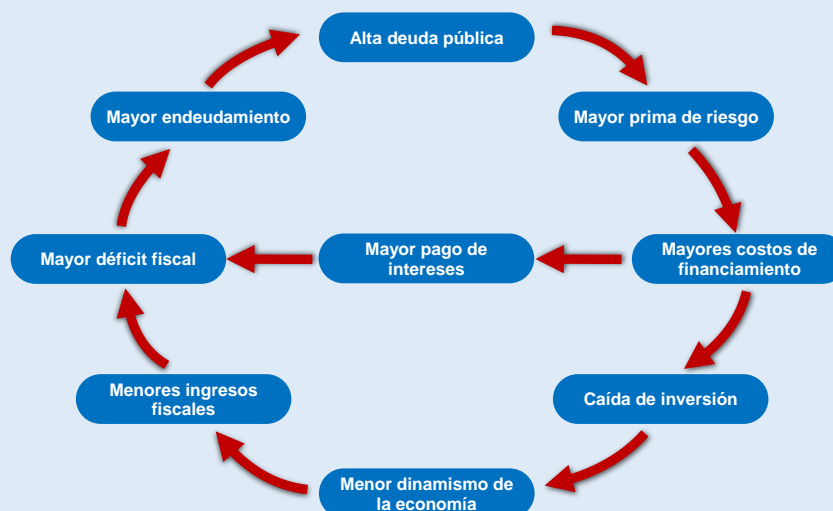 Alta deuda pública
Mayor endeudamiento
Mayor prima de riesgo
Mayor déficit fiscal
Mayor pago de
intereses
Mayores costos de
financiamiento
Menores ingresos
fiscales
Caída de inversión
Menor dinamismo de
la economía